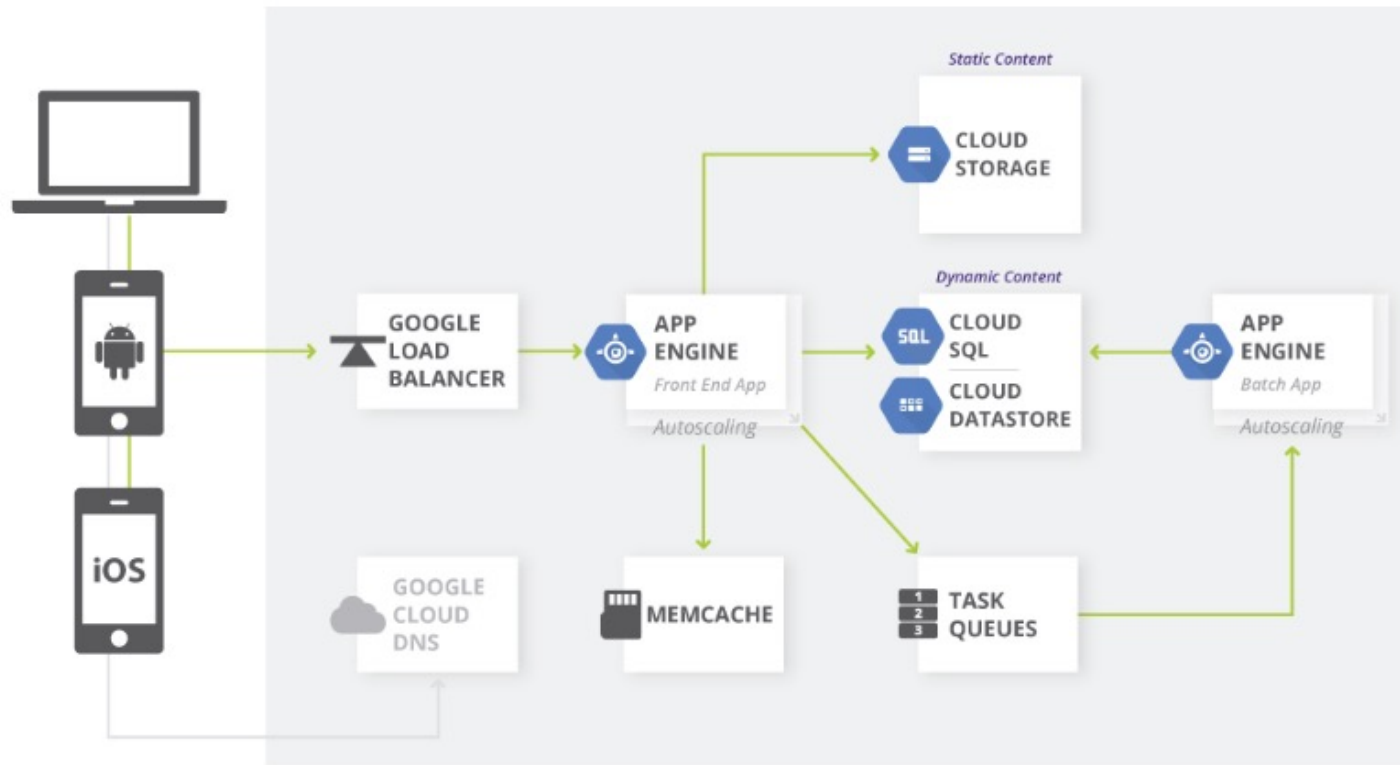 Static Content
CLOUD
STORAGE
Dynamic Content
GOOGLE
LOAD
BALANCER
APP
ENGINE
Front End App
Autoscaling
SQL
CLOUD
SQL
CLOUD
DATASTORE
APP
ENGINE
Batch App
Autoscaling
iOS
GOOGLE
CLOUD
DNS
MEMCACHE
1
2
3
TASK
QUEUES